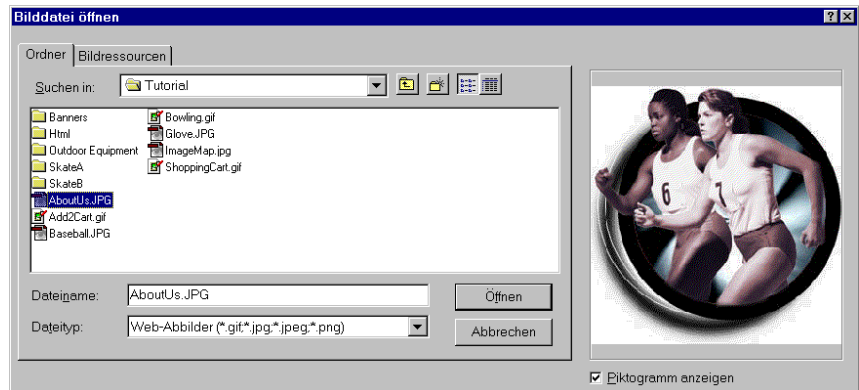 Bilddatei öffnen
Ordner Bildressourcen
Suchen in: Tutorial
Banners Bowling.gif
Html Glove.JPG
Outdoor Equipment ImageMap.jpg
SkateA ShoppingCart.gif
SkateB
AboutUs.JPG
Add2Cart.gif
Baseball.JPG
Dateiname: AboutUs.JPG Öffnen
Dateityp: Web-Abbilder (*.gif;*.jpg;*.jpeg;*.png) Abbrechen
6 7
Piktogramm anzeigen